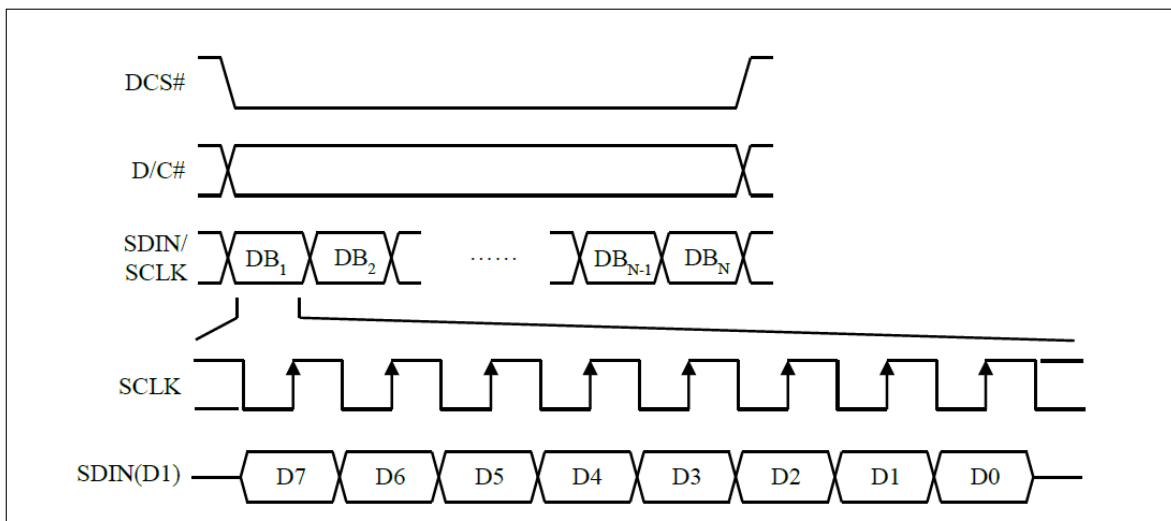 DCS#
D/C#
SDIN/
SCLK
DB1 DB2 ...... DBN-1 DBN
SCLK
SDIN(D1) D7 D6 D5 D4 D3 D2 D1 D0